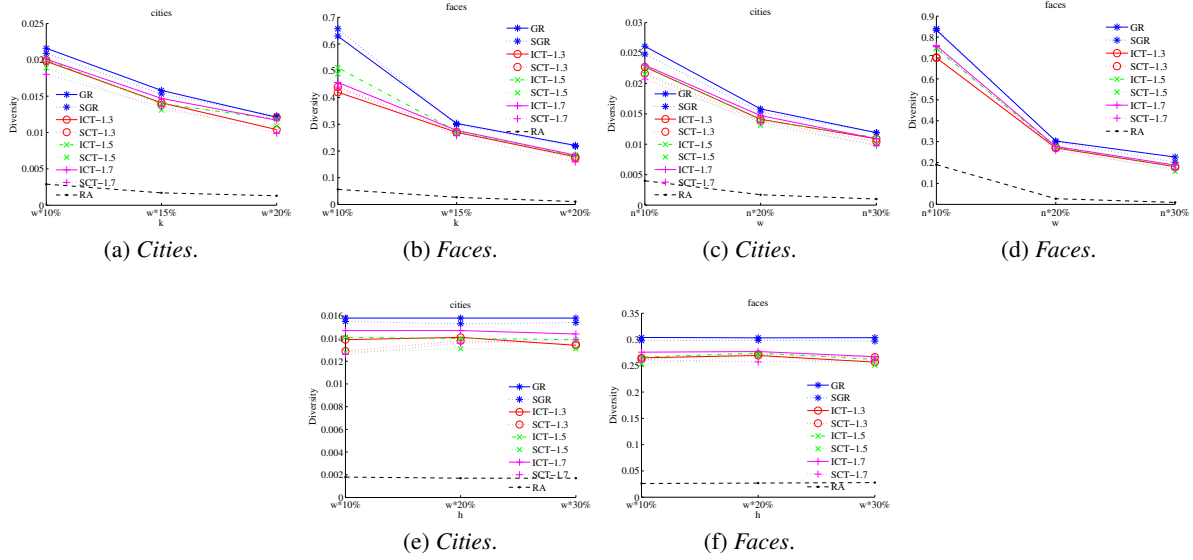 cities
0.025
0.02
0.015
0.01
0.005
0
Diversity
GR
SGR
ICT−1.3
SCT−1.3
ICT−1.5
SCT−1.5
ICT−1.7
SCT−1.7
RA
w*10% w*15% w*20%
k
(a) Cities.
faces
0.7
0.6
0.5
0.4
0.3
0.2
0.1
0
Diversity
GR
SGR
ICT−1.3
SCT−1.3
ICT−1.5
SCT−1.5
ICT−1.7
SCT−1.7
RA
w*10% w*15% w*20%
k
(b) Faces.
cities
0.03
0.025
0.02
0.015
0.01
0.005
0
Diversity
GR
SGR
ICT−1.3
SCT−1.3
ICT−1.5
SCT−1.5
ICT−1.7
SCT−1.7
RA
n*10% n*20% n*30%
w
(c) Cities.
faces
0.9
0.8
0.7
0.6
0.5
0.4
0.3
0.2
0.1
0
Diversity
GR
SGR
ICT−1.3
SCT−1.3
ICT−1.5
SCT−1.5
ICT−1.7
SCT−1.7
RA
n*10% n*20% n*30%
w
(d) Faces.
cities
0.016
0.014
0.012
0.01
0.008
0.006
0.004
0.002
0
Diversity
GR
SGR
ICT−1.3
SCT−1.3
ICT−1.5
SCT−1.5
ICT−1.7
SCT−1.7
RA
w*10% w*20% w*30%
h
(e) Cities.
faces
0.35
0.3
0.25
0.2
0.15
0.1
0.05
0
Diversity
GR
SGR
ICT−1.3
SCT−1.3
ICT−1.5
SCT−1.5
ICT−1.7
SCT−1.7
RA
w*10% w*20% w*30%
h
(f) Faces.